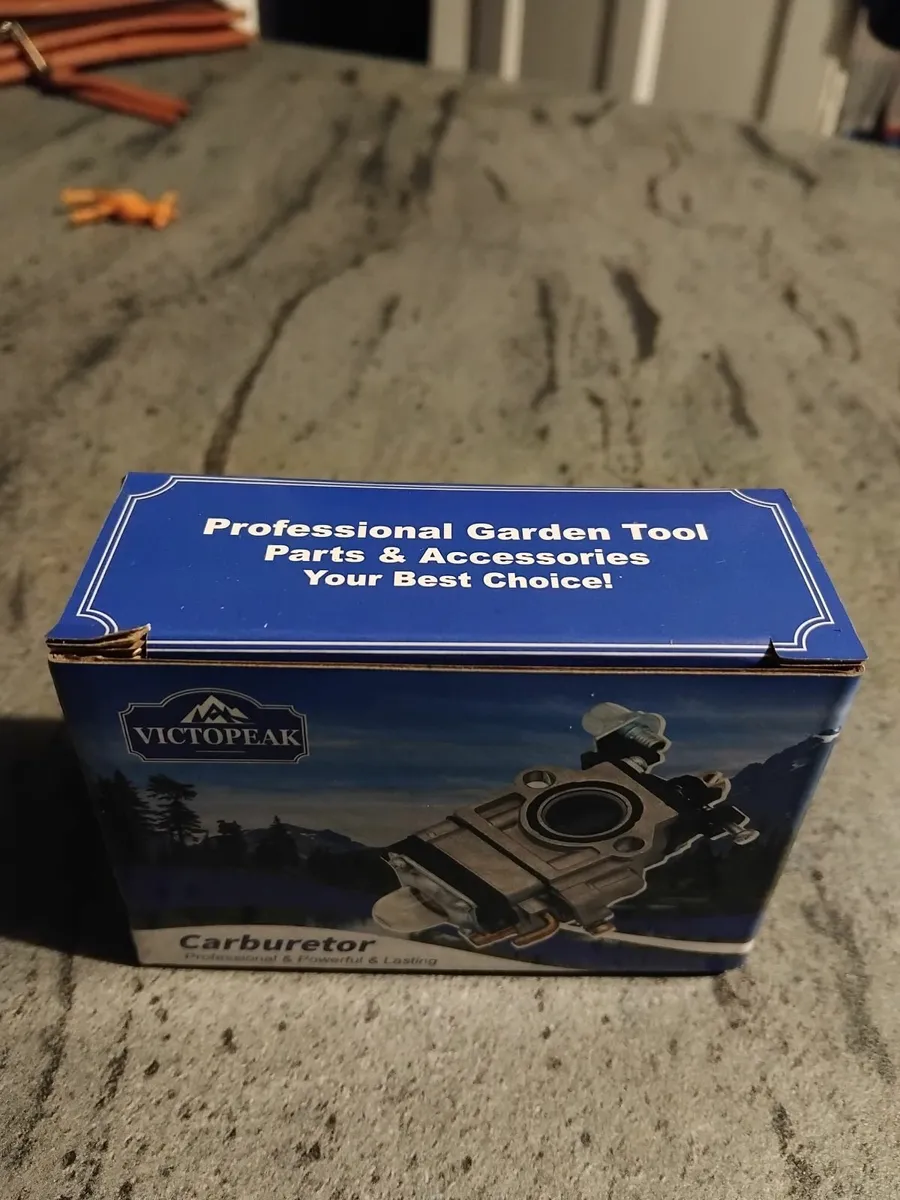 Professional Garden Tool
Parts & Accessories
Your Best Choice!
VICTOPEAK
Carburetor
Professional & Powerful & Lasting